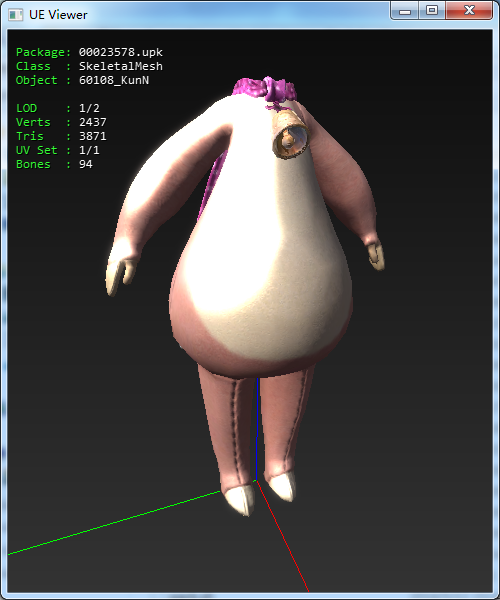 UE Viewer
Package: 00023578.upk
Class  : SkeletalMesh
Object : 60108_KunN
LOD    : 1/2
Verts  : 2437
Tris   : 3871
UV Set : 1/1
Bones  : 94